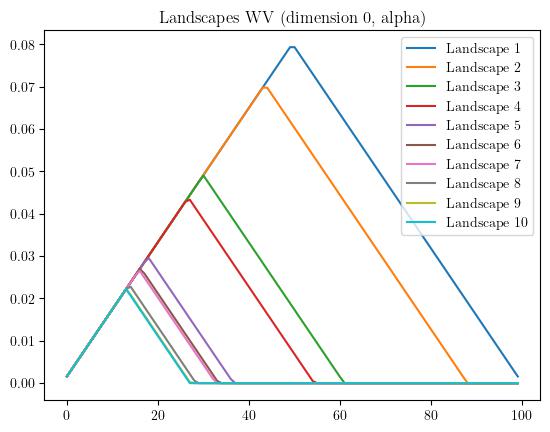 Landscapes WV (dimension 0, alpha)
0.08
0.07
0.06
0.05
0.04
0.03
0.02
0.01
0.00
0
20
40
60
80
100
Landscape 1
Landscape 2
Landscape 3
Landscape 4
Landscape 5
Landscape 6
Landscape 7
Landscape 8
Landscape 9
Landscape 10